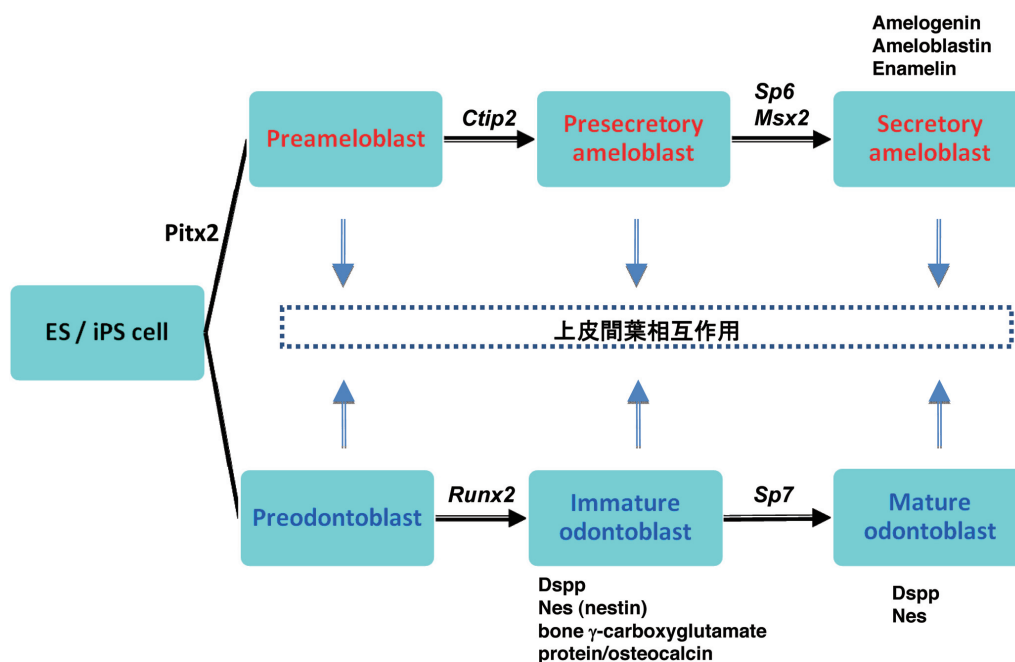 Amelogenin
Ameloblastin
Enamelin
Preameloblast
Ctip2
Presecretory
ameloblast
Sp6
Msx2
Secretory
ameloblast
Pitx2
ES / iPS cell
上皮間葉相互作用
Preodontoblast
Runx2
Immature
odontoblast
Sp7
Mature
odontoblast
Dspp
Nes (nestin)
bone γ-carboxyglutamate
protein/osteocalcin
Dspp
Nes